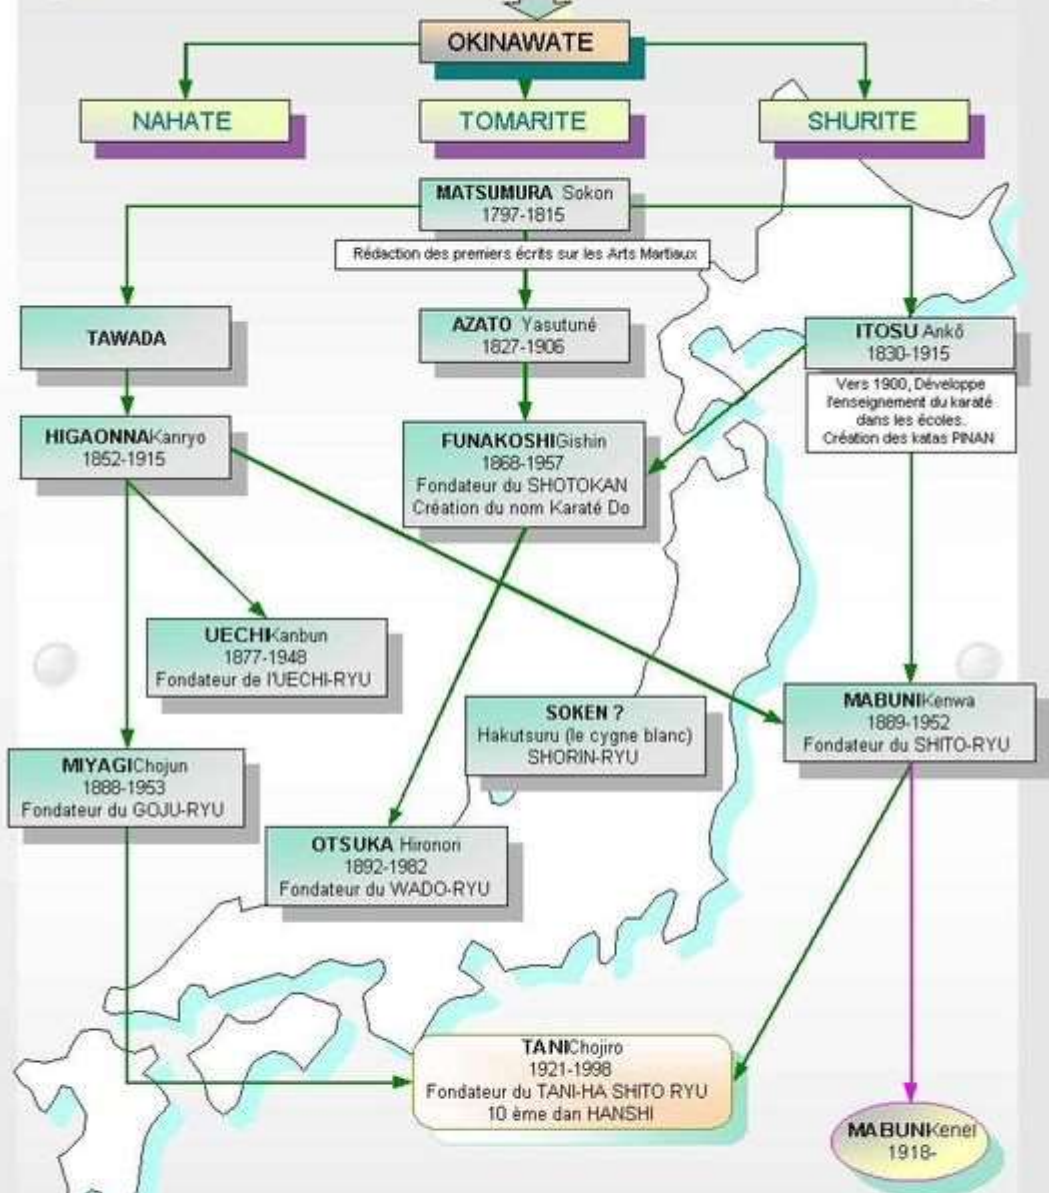 OKINAWATE
NAHATE
TOMARITE
SHURITE
MATSUMURA Sokon
1797-1815
Rédaction des premiers écrits sur les Arts Martiaux
TAWADA
AZATO Yasutuné
1827-1906
ITOSU Ankô
1830-1915
Vers 1900, Développe
l'enseignement du karaté
dans les écoles.
Création des katas PINAN
HIGAONNAKanryo
1852-1915
FUNAKOSHIGishin
1868-1957
Fondateur du SHOTOKAN
Création du nom Karaté Do
UECHIKanbun
1877-1948
Fondateur de l'UECHI-RYU
SOKEN ?
Hakutsuru (le cygne blanc)
SHORIN-RYU
MABUNIKenwa
1889-1952
Fondateur du SHITO-RYU
MIYAGIChojun
1888-1953
Fondateur du GOJU-RYU
OTSUKA Hironori
1892-1982
Fondateur du WADO-RYU
TANIChojiro
1921-1998
Fondateur du TANI-HA SHITO RYU
10 ème dan HANSHI
MABUNIKenei
1918-